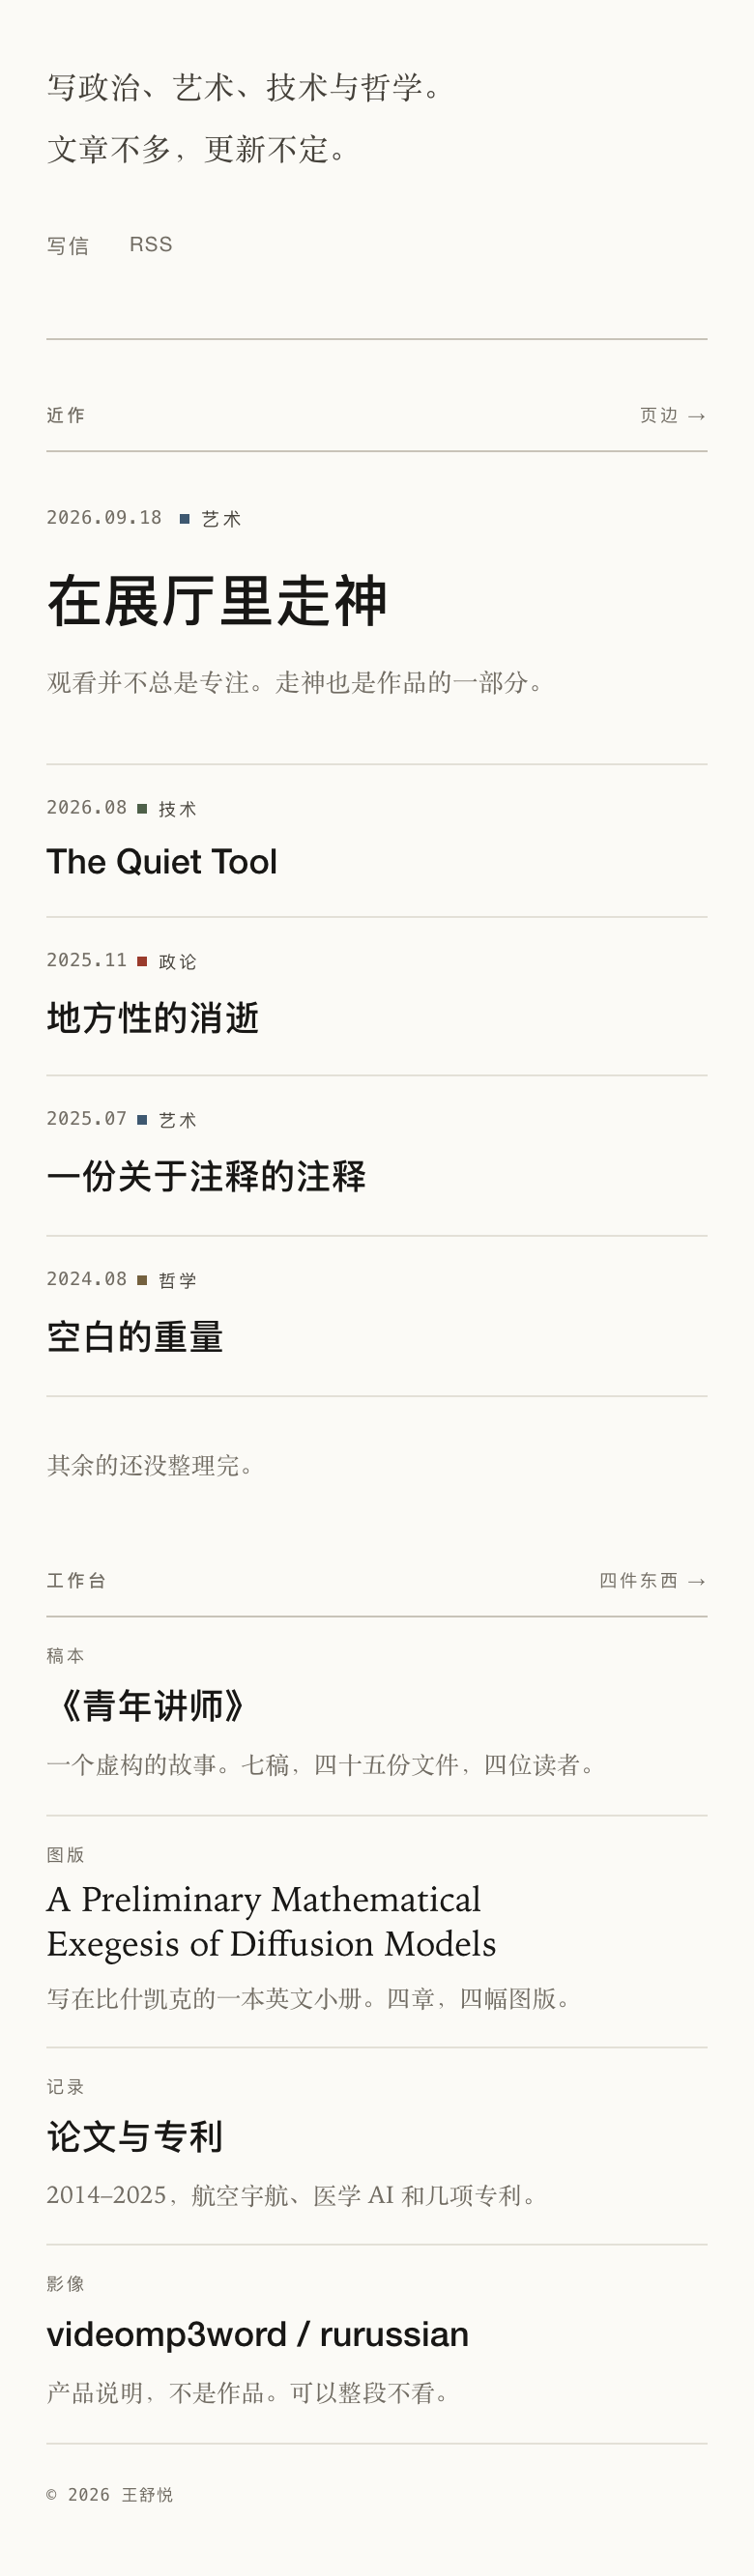 写政治、艺术、技术与哲学。
文章不多，更新不定。
写信 RSS
近作 页边 →
2026.09.18 艺术
在展厅里走神
观看并不总是专注。走神也是作品的一部分。
2026.08 技术
The Quiet Tool
2025.11 政论
地方性的消逝
2025.07 艺术
一份关于注释的注释
2024.08 哲学
空白的重量
其余的还没整理完。
工作台 四件东西 →
稿本
《青年讲师》
一个虚构的故事。七稿，四十五份文件，四位读者。
图版
A Preliminary Mathematical
Exegesis of Diffusion Models
写在比什凯克的一本英文小册。四章，四幅图版。
记录
论文与专利
2014–2025，航空宇航、医学 AI 和几项专利。
影像
videomp3word / rurussian
产品说明，不是作品。可以整段不看。
© 2026 王舒悦